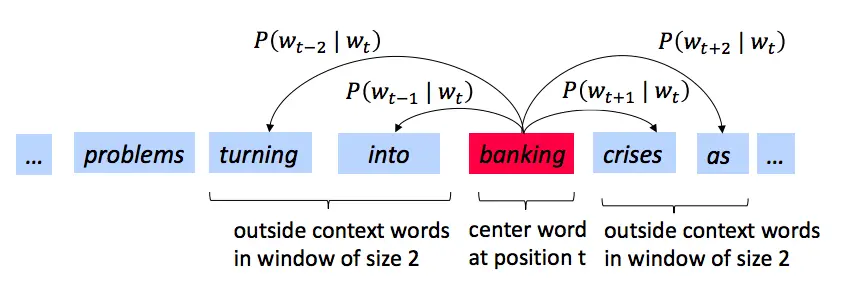 P(w_{t-2} | w_t) P(w_{t+2} | w_t)
P(w_{t-1} | w_t) P(w_{t+1} | w_t)
... problems turning into banking crises as ...
outside context words center word outside context words
in window of size 2 at position t in window of size 2